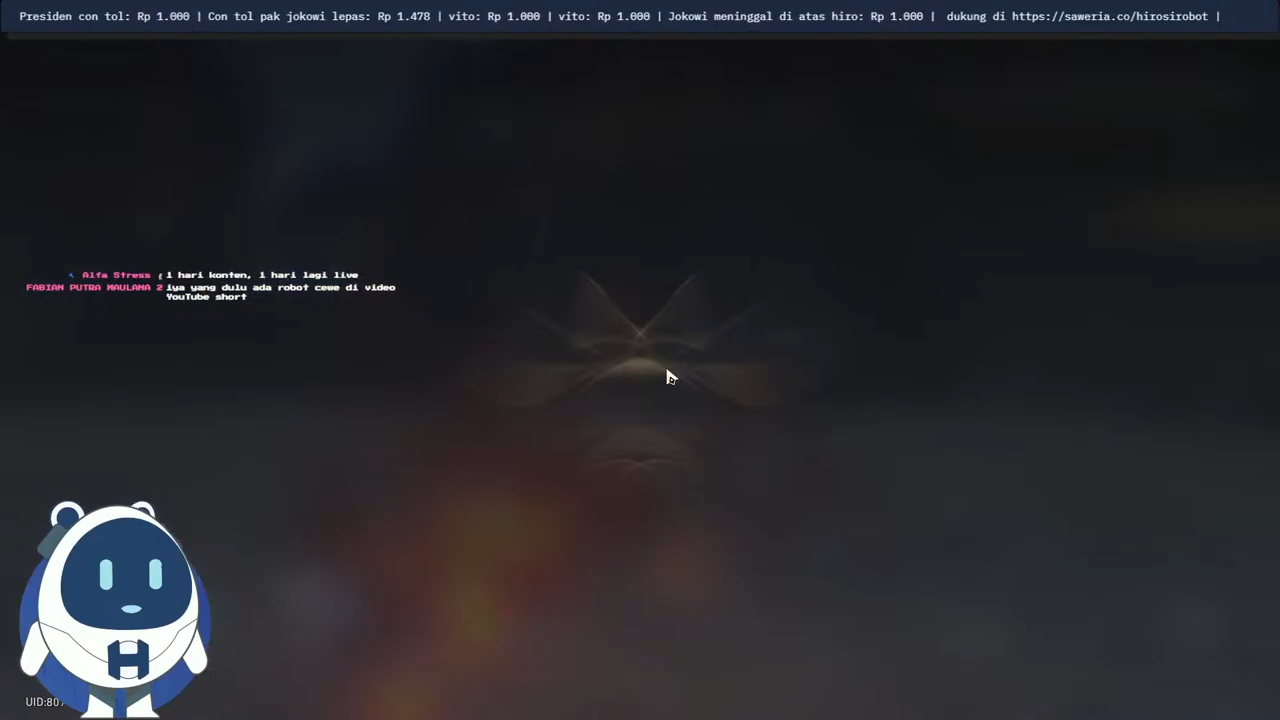 Presiden con tol: Rp 1.000 | Con tol pak jokowi lepas: Rp 1.478 | vito: Rp 1.000 | vito: Rp 1.000 | Jokowi meninggal di atas hiro: Rp 1.000 | dukung di https://saweria.co/hirosirobot |
Alfa Stress 1 hari konten, 1 hari lagi live
FABIAN PUTRA MAULANA 2 iya yang dulu ada robot cewe di video
YouTube short
H
UID:807